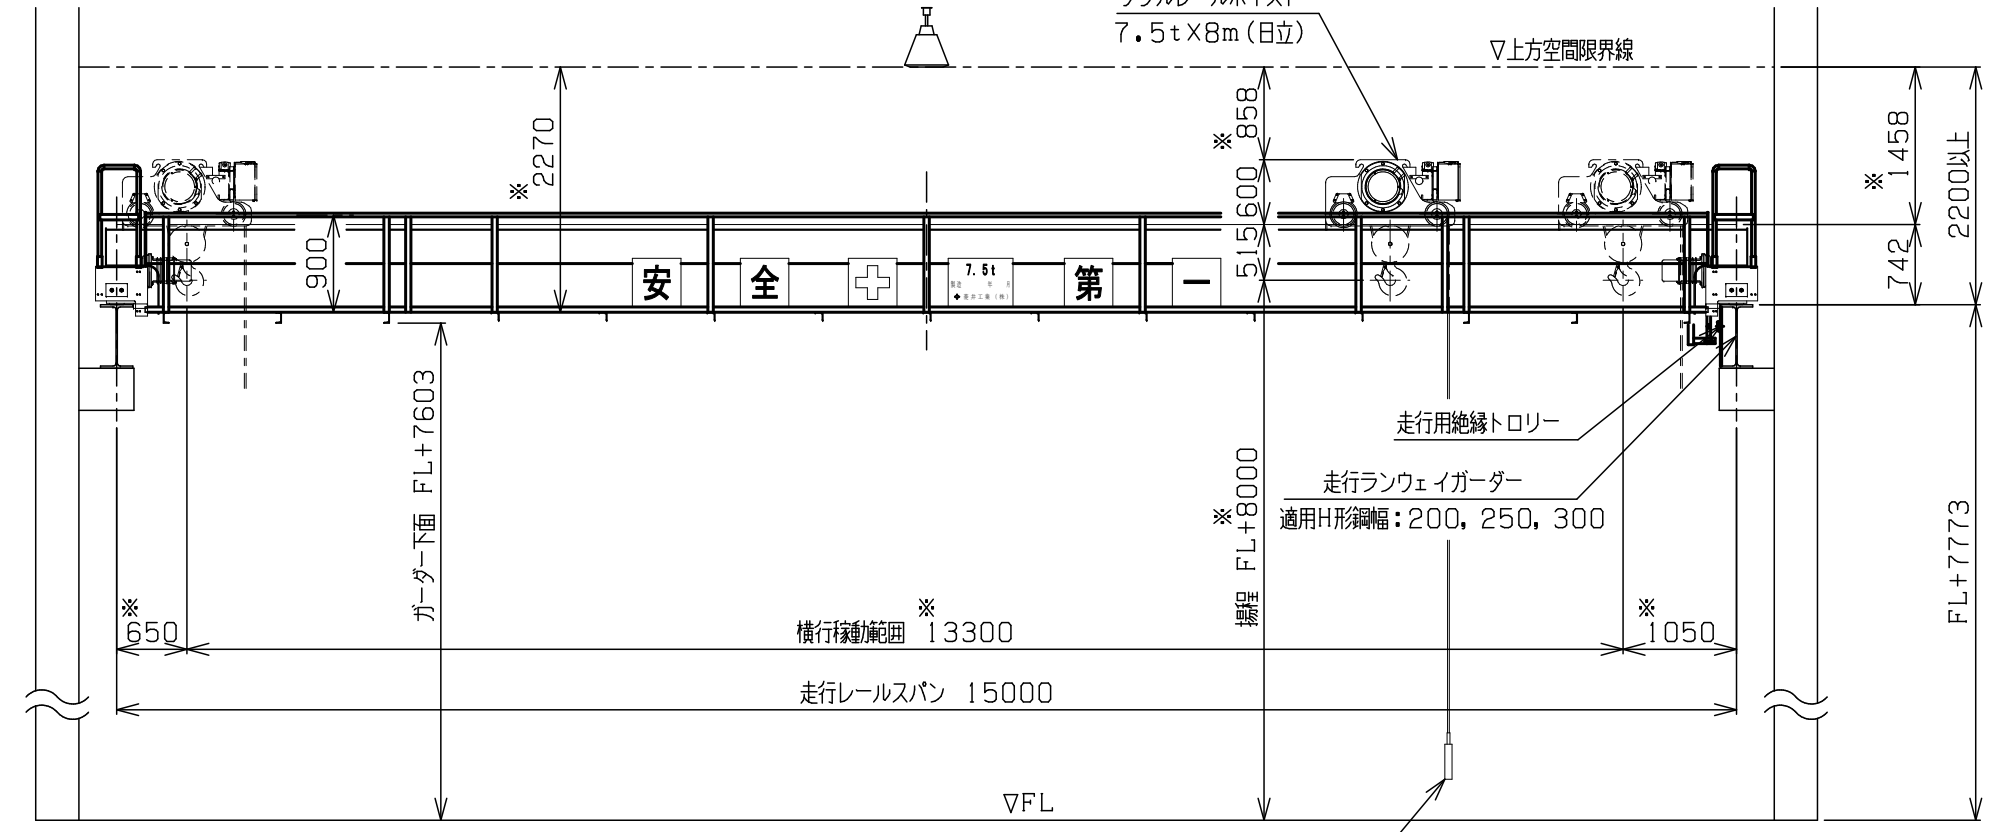 7.5t×8m(日立)
▽上方空間限界線
※2270
※858
※1458
2200以上
600
515
900
742
安 全 第 一
7.5t
製造 年 月
ガーダー下面 FL+7603
走行用絶縁トロリー
走行ランウェイガーダー
適用H形鋼幅:200, 250, 300
揚程 ※FL+8000
FL+7773
※650
横行稼動範囲 ※13300
※1050
走行レールスパン 15000
▽FL